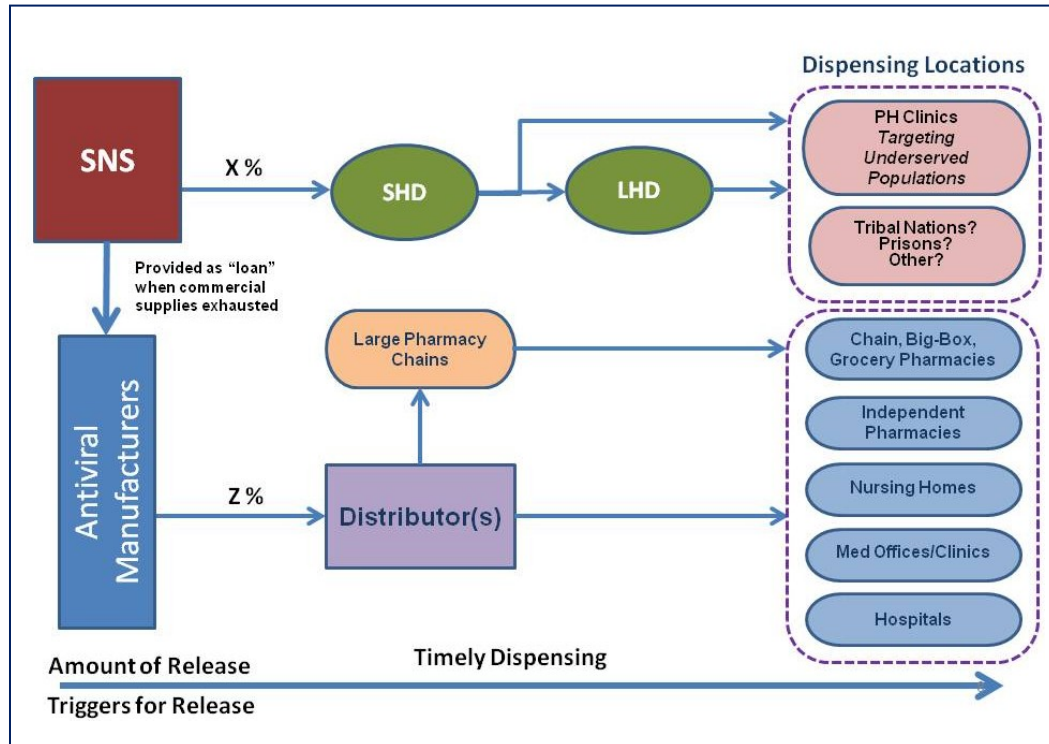 Dispensing Locations
SNS
X %
SHD
LHD
PH Clinics
Targeting
Underserved
Populations
Tribal Nations?
Prisons?
Other?
Provided as “loan”
when commercial
supplies exhausted
Antiviral
Manufacturers
Large Pharmacy
Chains
Z %
Distributor(s)
Chain, Big-Box,
Grocery Pharmacies
Independent
Pharmacies
Nursing Homes
Med Offices/Clinics
Hospitals
Amount of Release
Timely Dispensing
Triggers for Release